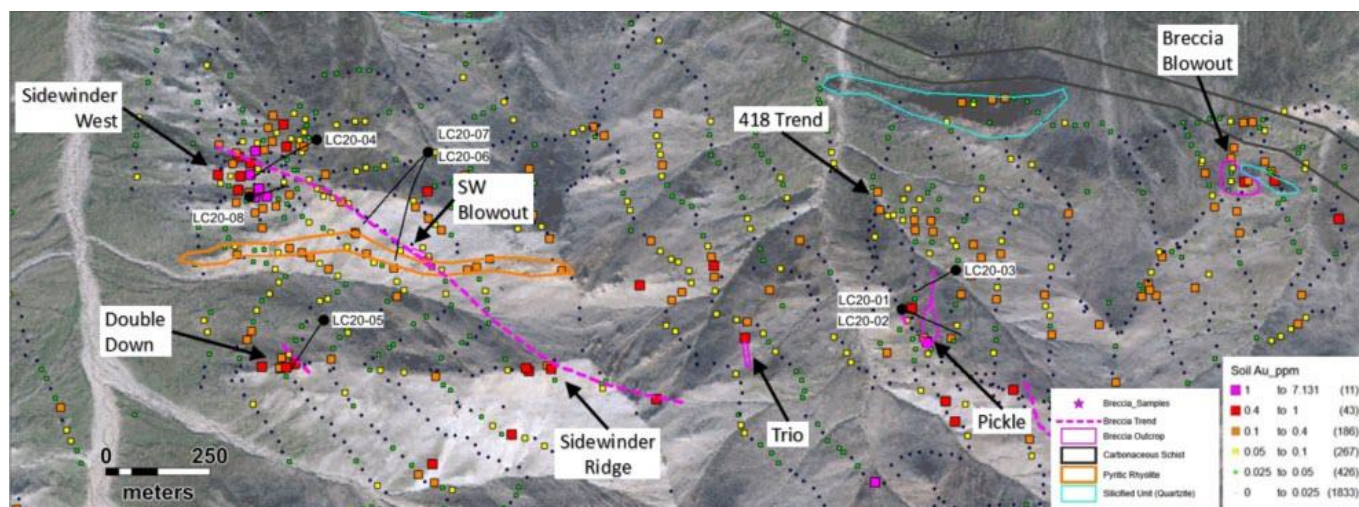 Breccia
Blowout
Sidewinder
West
LC20-04
LC20-07
LC20-06
418 Trend
SW
Blowout
LC20-08
LC20-03
LC20-01
LC20-02
Double
Down
LC20-05
Sidewinder
Ridge
Trio
Pickle
0 250
meters
Breccia_Samples
Breccia Trend
Breccia Outcrop
Carbonaceous Schist
Pyritic Rhyolite
Silicified Unit (Quartzite)
Soil Au_ppm
1 to 7.131 (11)
0.4 to 1 (43)
0.1 to 0.4 (186)
0.05 to 0.1 (267)
0.025 to 0.05 (426)
0 to 0.025 (1833)